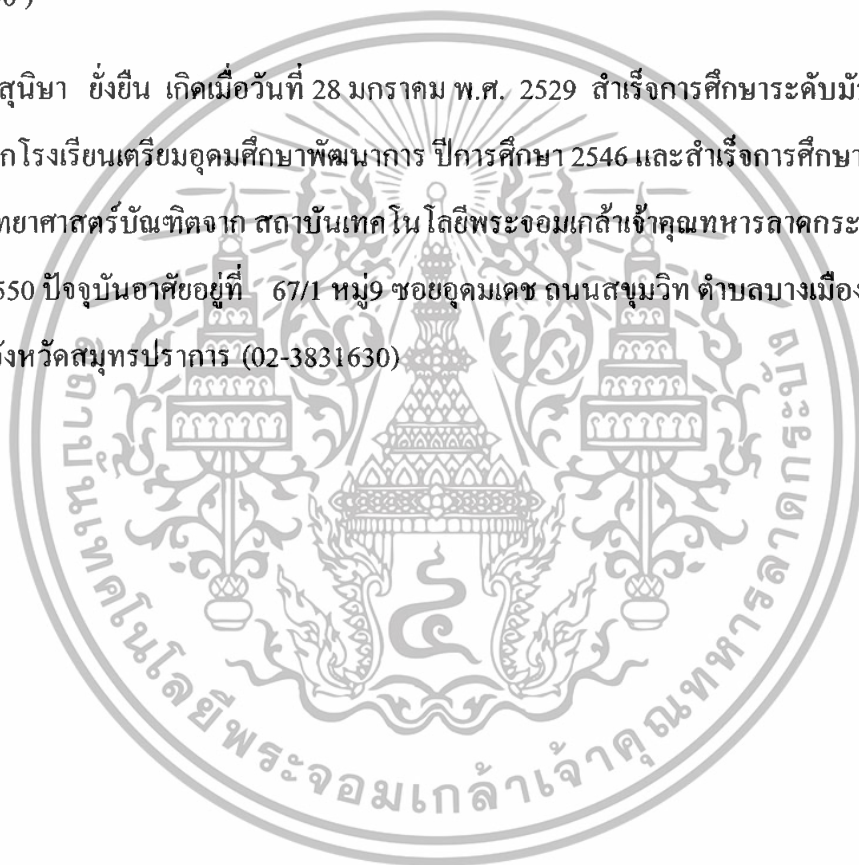 สุนิษา ยั่งยืน เกิดเมื่อวันที่ 28 มกราคม พ.ศ. 2529 สำเร็จการศึกษาระดับมั
กโรงเรียนเตรียมอุดมศึกษาพัฒนาการ ปีการศึกษา 2546 และสำเร็จการศึกษา
ทยาศาสตร์บัณฑิตจาก สถาบันเทคโนโลยีพระจอมเกล้าเจ้าคุณทหารลาดกระ
550 ปัจจุบันอาศัยอยู่ที่ 67/1 หมู่9 ซอยอุดมเดช ถนนสุขุมวิท ตำบลบางเมือง
จังหวัดสมุทรปราการ (02-3831630)
สถาบันเทคโนโลยีพระจอมเกล้าเจ้าคุณทหารลาดกระบัง
๔